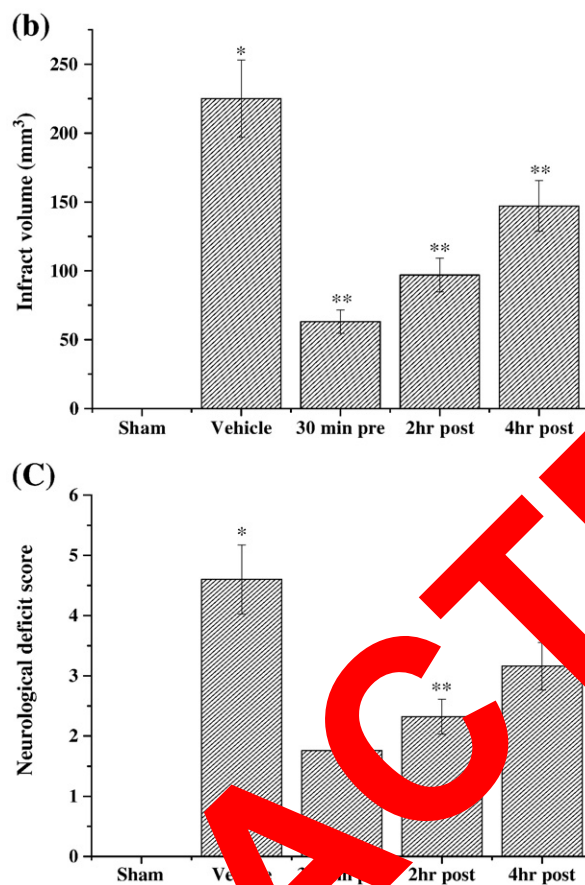 (b)
Infract volume (mm³)
250
200
150
100
50
0
*
**
**
**
Sham Vehicle 30 min pre 2hr post 4hr post
(C)
Neurological deficit score
6
5
4
3
2
1
0
*
**
Sham 2hr post 4hr post
ACT